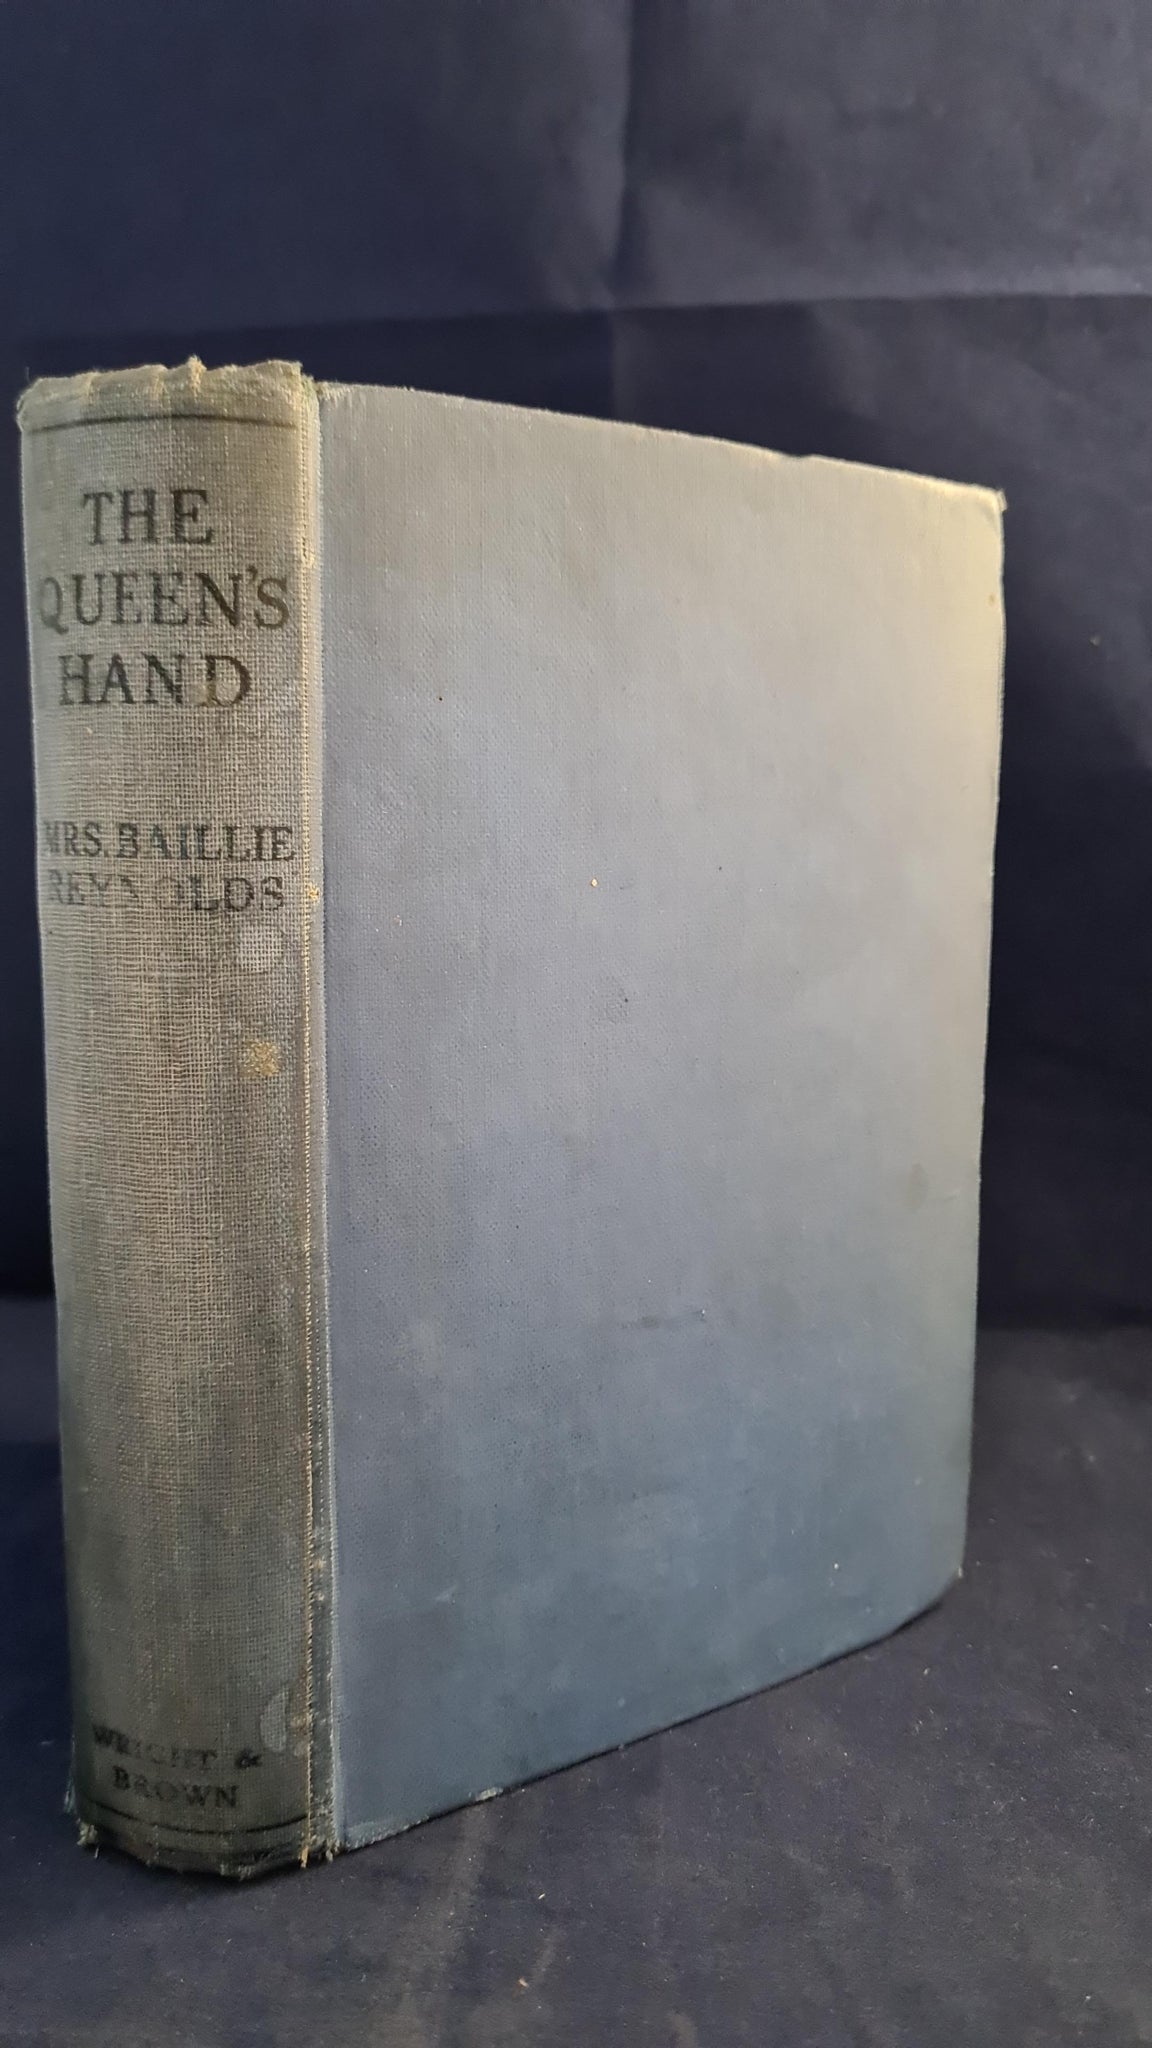 THE
QUEEN'S
HAND
MRS. BAILLIE
REYNOLDS
WRIGHT &
BROWN